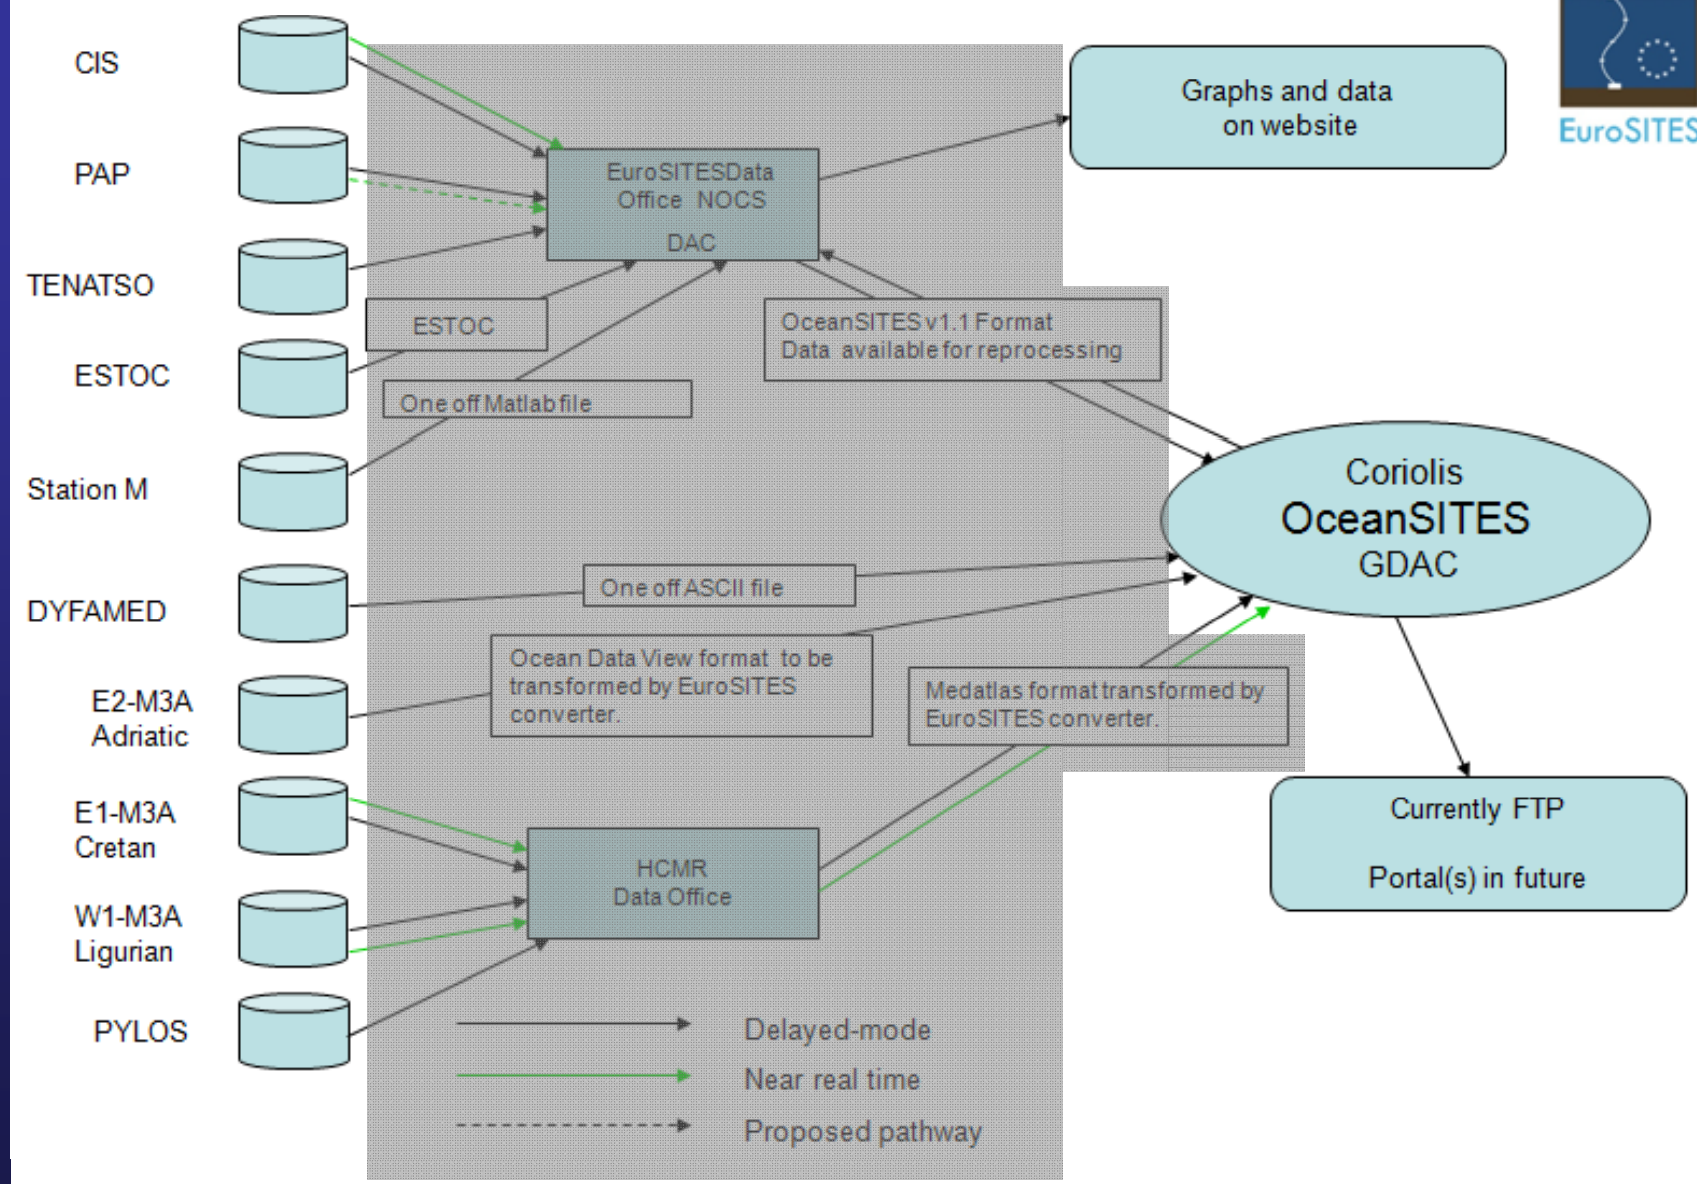 CIS
PAP
TENATSO
ESTOC
Station M
DYFAMED
E2-M3A
Adriatic
E1-M3A
Cretan
W1-M3A
Ligurian
PYLOS
EuroSITESData
Office NOCS
DAC
ESTOC
One off Matlab file
OceanSITES v1.1 Format
Data available for reprocessing
One off ASCII file
Ocean Data View format to be
transformed by EuroSITES
converter.
Medatlas format transformed by
EuroSITES converter.
HCMR
Data Office
Delayed-mode
Near real time
Proposed pathway
Graphs and data
on website
EuroSITES
Coriolis
OceanSITES
GDAC
Currently FTP
Portal(s) in future